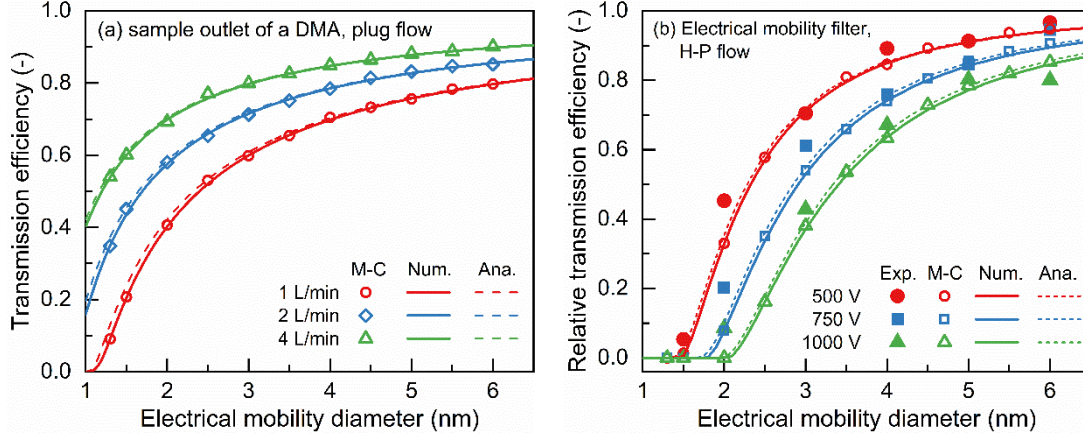 (a) sample outlet of a DMA, plug flow
Transmission efficiency (-)
1.0
0.8
0.6
0.4
0.2
0.0
M-C Num. Ana.
1 L/min
2 L/min
4 L/min
1 2 3 4 5 6
Electrical mobility diameter (nm)
(b) Electrical mobility filter,
H-P flow
Relative transmission efficiency (-)
1.0
0.8
0.6
0.4
0.2
0.0
Exp. M-C Num. Ana.
500 V
750 V
1000 V
1 2 3 4 5 6
Electrical mobility diameter (nm)